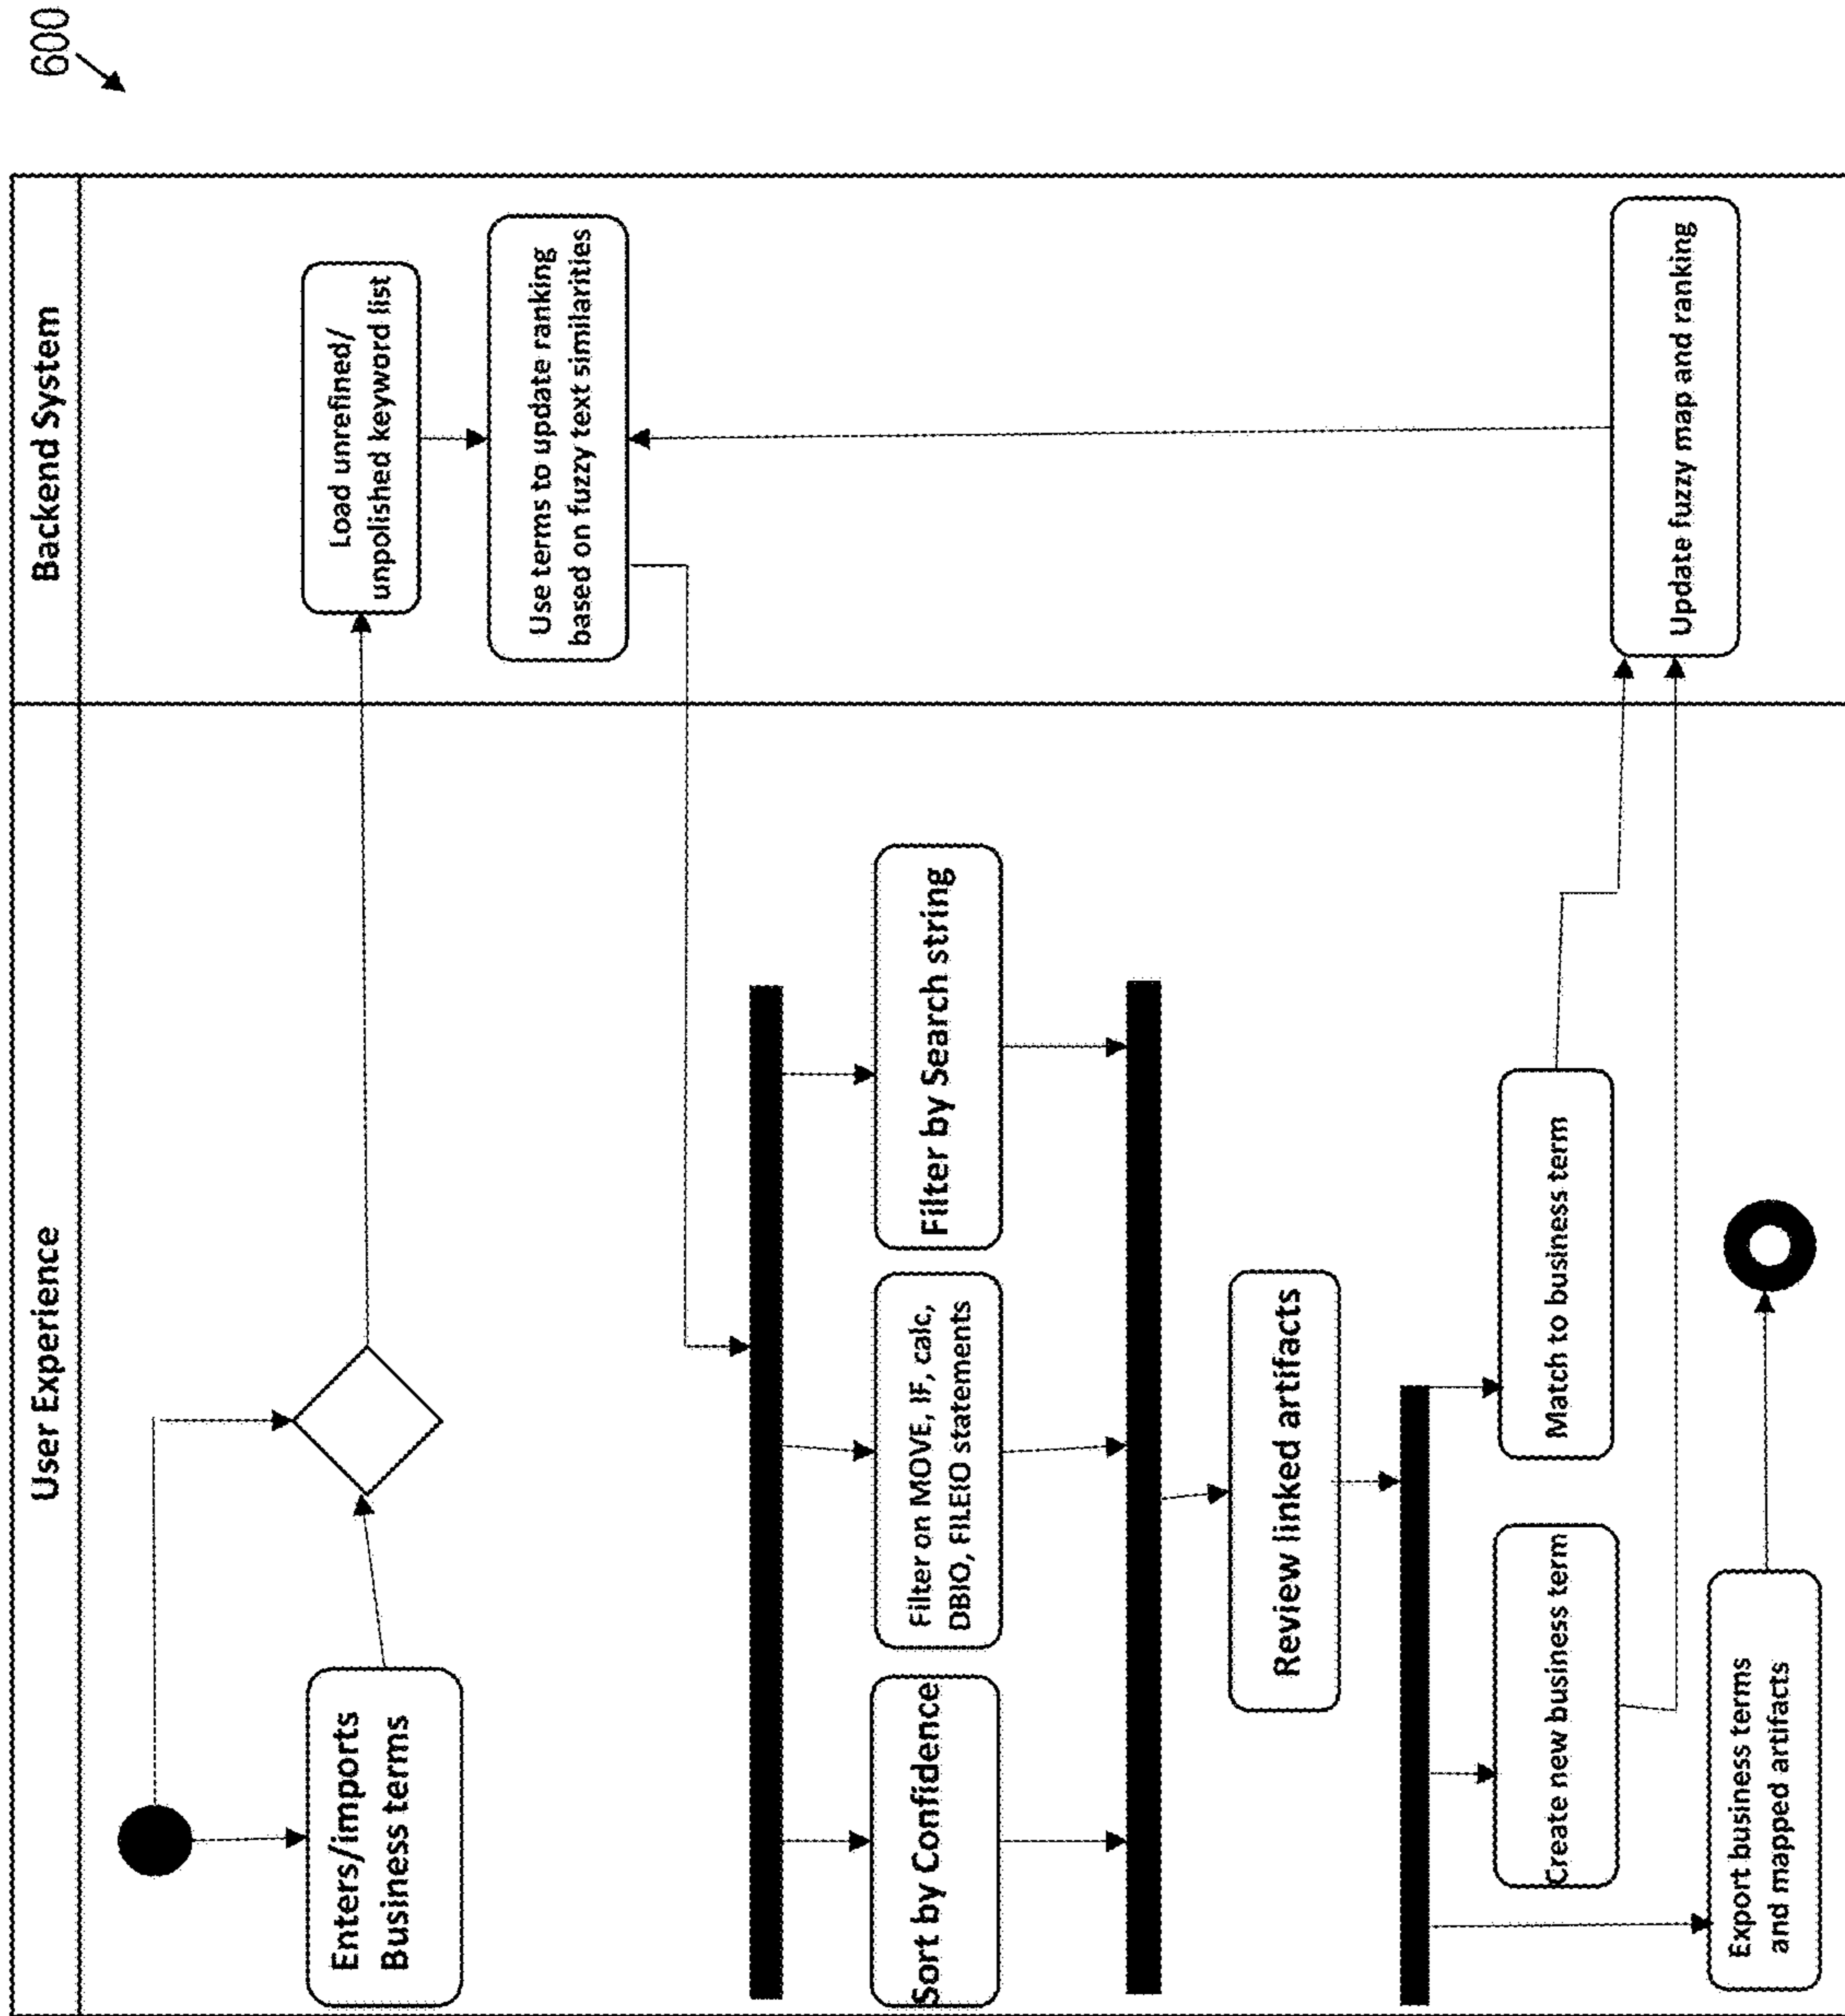 600
User Experience
Backend System
Enters/imports
Business terms
Load unrefined/
unpolished keyword list
Use terms to update ranking
based on fuzzy text similarities
Sort by Confidence
Filter on MOVE, IF, calc,
DBIO, FILEIO statements
Filter by Search string
Review linked artifacts
Create new business term
Match to business term
Update fuzzy map and ranking
Export business terms
and mapped artifacts